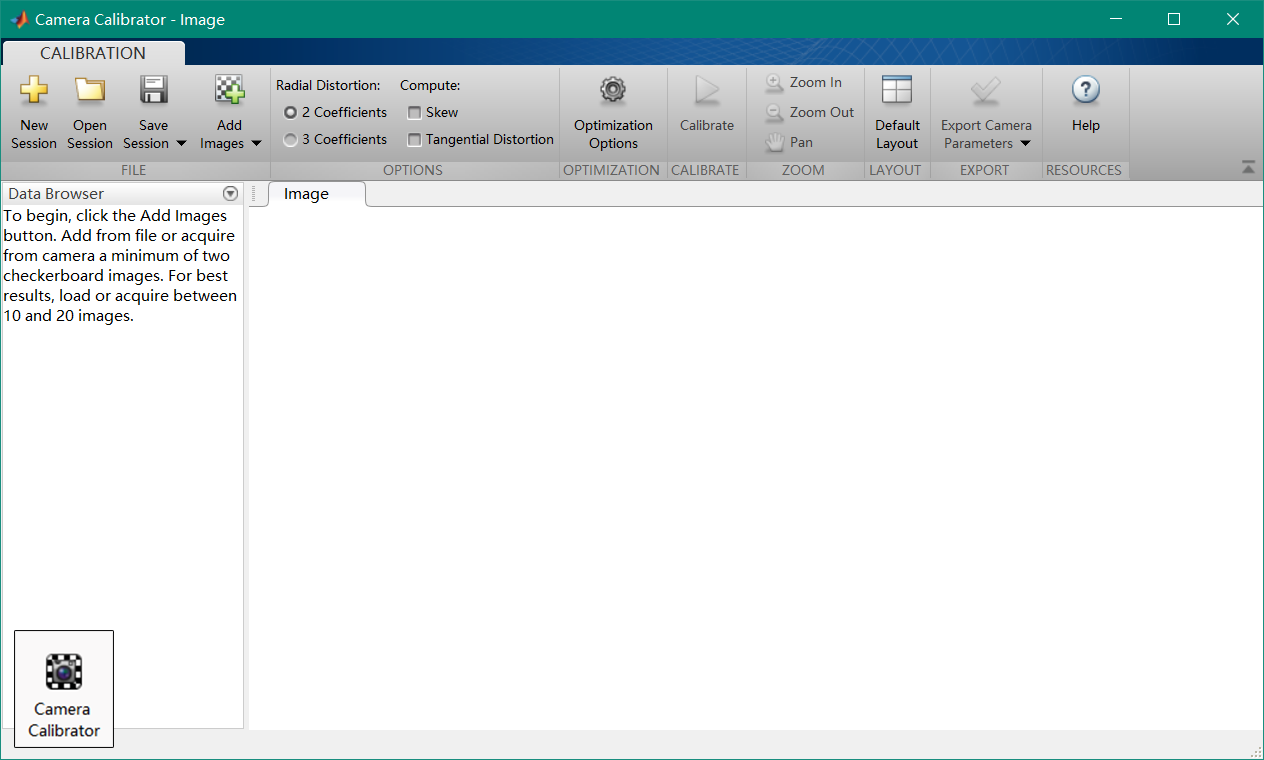 Camera Calibrator - Image
CALIBRATION
New
Session
Open
Session
Save
Session
Add
Images
FILE
Radial Distortion:
2 Coefficients
3 Coefficients
Compute:
Skew
Tangential Distortion
OPTIONS
Optimization
Options
OPTIMIZATION
Calibrate
CALIBRATE
Zoom In
Zoom Out
Pan
ZOOM
Default
Layout
LAYOUT
Export Camera
Parameters
EXPORT
Help
RESOURCES
Data Browser
To begin, click the Add Images
button. Add from file or acquire
from camera a minimum of two
checkerboard images. For best
results, load or acquire between
10 and 20 images.
Image
Camera
Calibrator